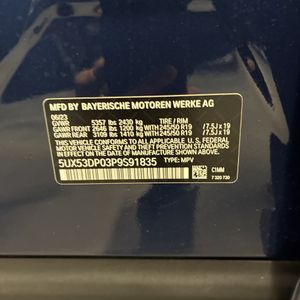 MFD BY BAYERISCHE MOTOREN WERKE AG
06/23
GVWR 5357 lbs 2430 kg TIRE / RIM
GAWR FRONT 2646 lbs 1200 kg 245/50 R19 / 7.5J x 19
GAWR REAR 3109 lbs 1410 kg 245/50 R19 / 7.5J x 19
THIS VEHICLE CONFORMS TO ALL APPLICABLE U.S. FEDERAL
MOTOR VEHICLE SAFETY AND THEFT PREVENTION STANDARDS
IN EFFECT ON THE DATE OF MANUFACTURE SHOWN ABOVE.
5UX53DP03P9S91835 TYPE: MPV
C1MM
7 320 730